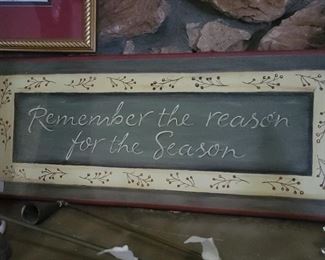 Remember the reason
for the Season